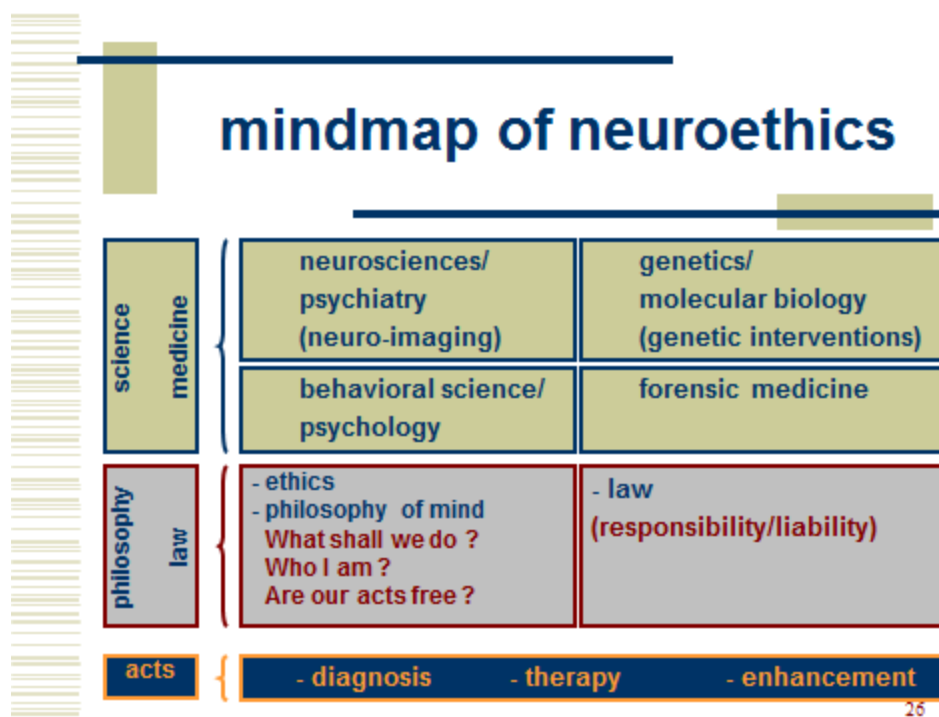 mindmap of neuroethics
science
medicine
neurosciences/
psychiatry
(neuro-imaging)
genetics/
molecular biology
(genetic interventions)
behavioral science/
psychology
forensic medicine
philosophy
law
- ethics
- philosophy of mind
What shall we do ?
Who I am ?
Are our acts free ?
- law
(responsibility/liability)
acts
- diagnosis - therapy - enhancement
26